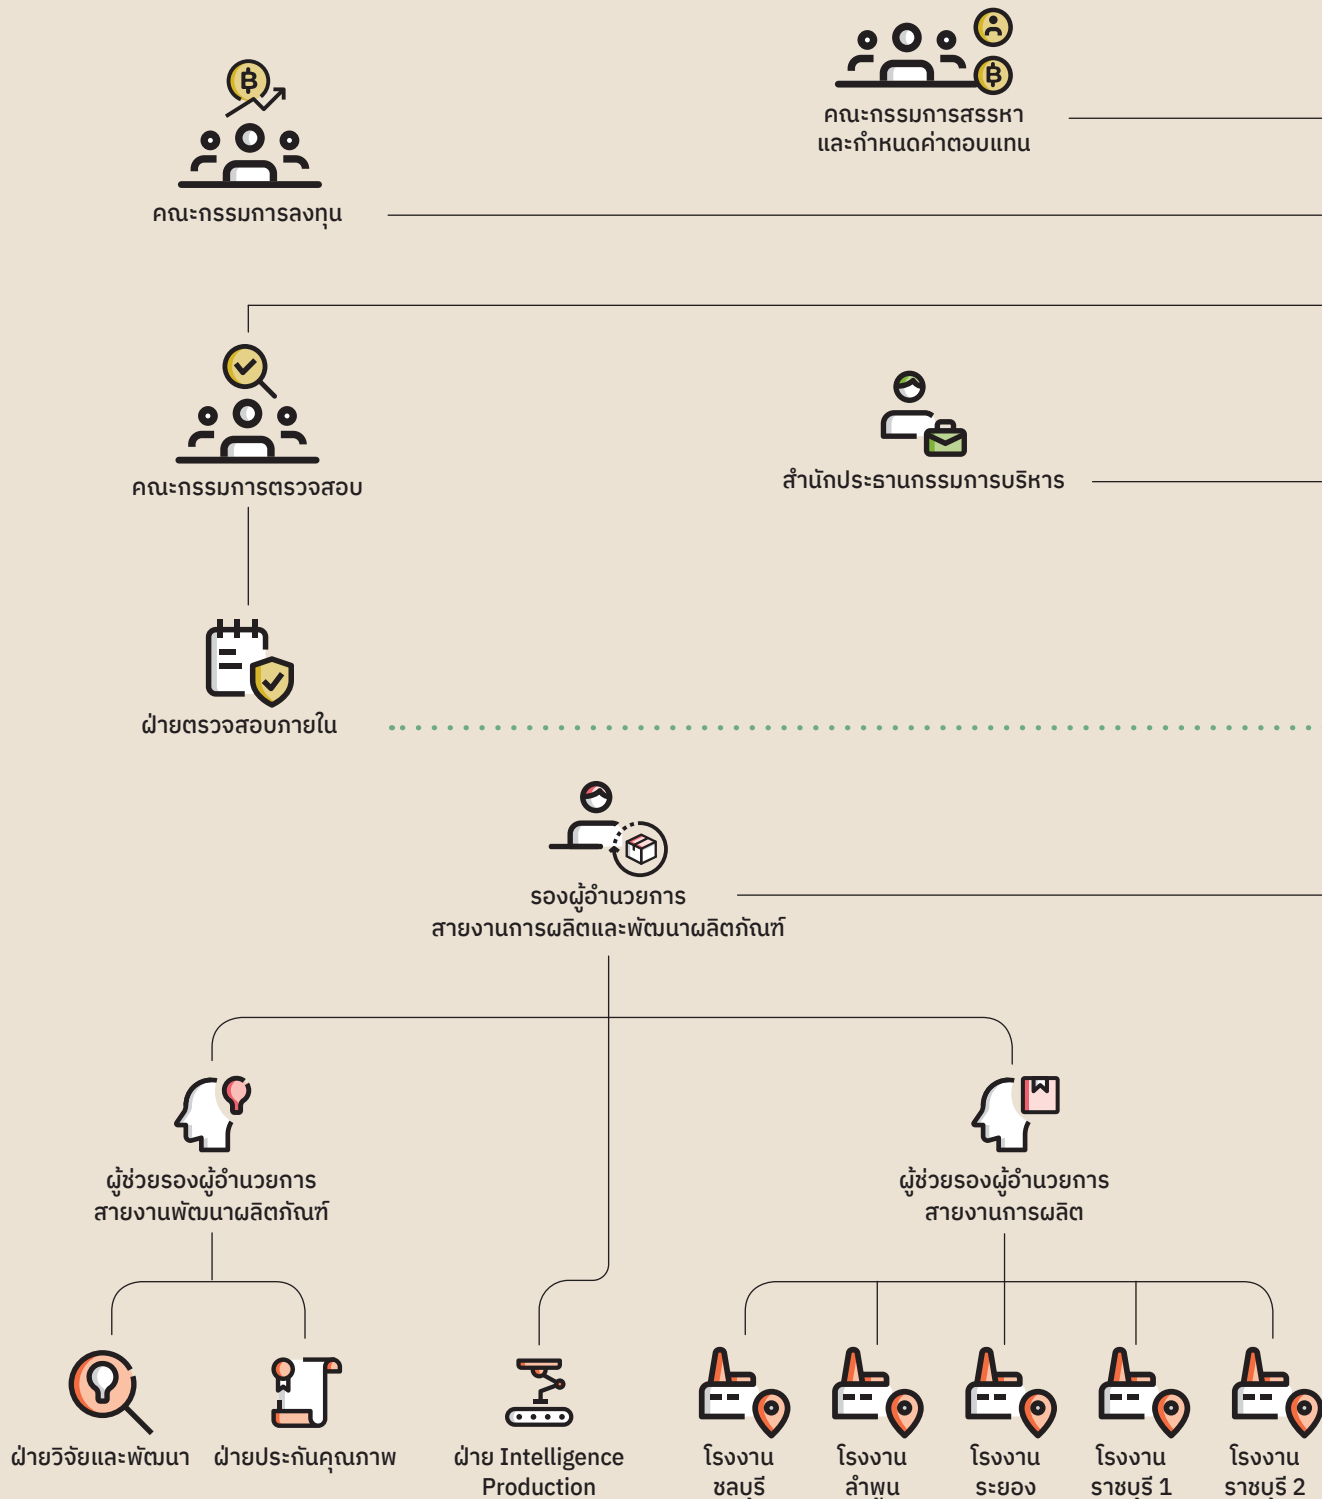 คณะกรรมการสรรหา
และกำหนดค่าตอบแทน
คณะกรรมการลงทุน
คณะกรรมการตรวจสอบ
สำนักประธานกรรมการบริหาร
ฝ่ายตรวจสอบภายใน
รองผู้อำนวยการ
สายงานการผลิตและพัฒนาผลิตภัณฑ์
ผู้ช่วยรองผู้อำนวยการ
สายงานพัฒนาผลิตภัณฑ์
ผู้ช่วยรองผู้อำนวยการ
สายงานการผลิต
ฝ่ายวิจัยและพัฒนา
ฝ่ายประกันคุณภาพ
ฝ่าย Intelligence
Production
โรงงาน
ชลบุรี
โรงงาน
ลำพูน
โรงงาน
ระยอง
โรงงาน
ราชบุรี 1
โรงงาน
ราชบุรี 2